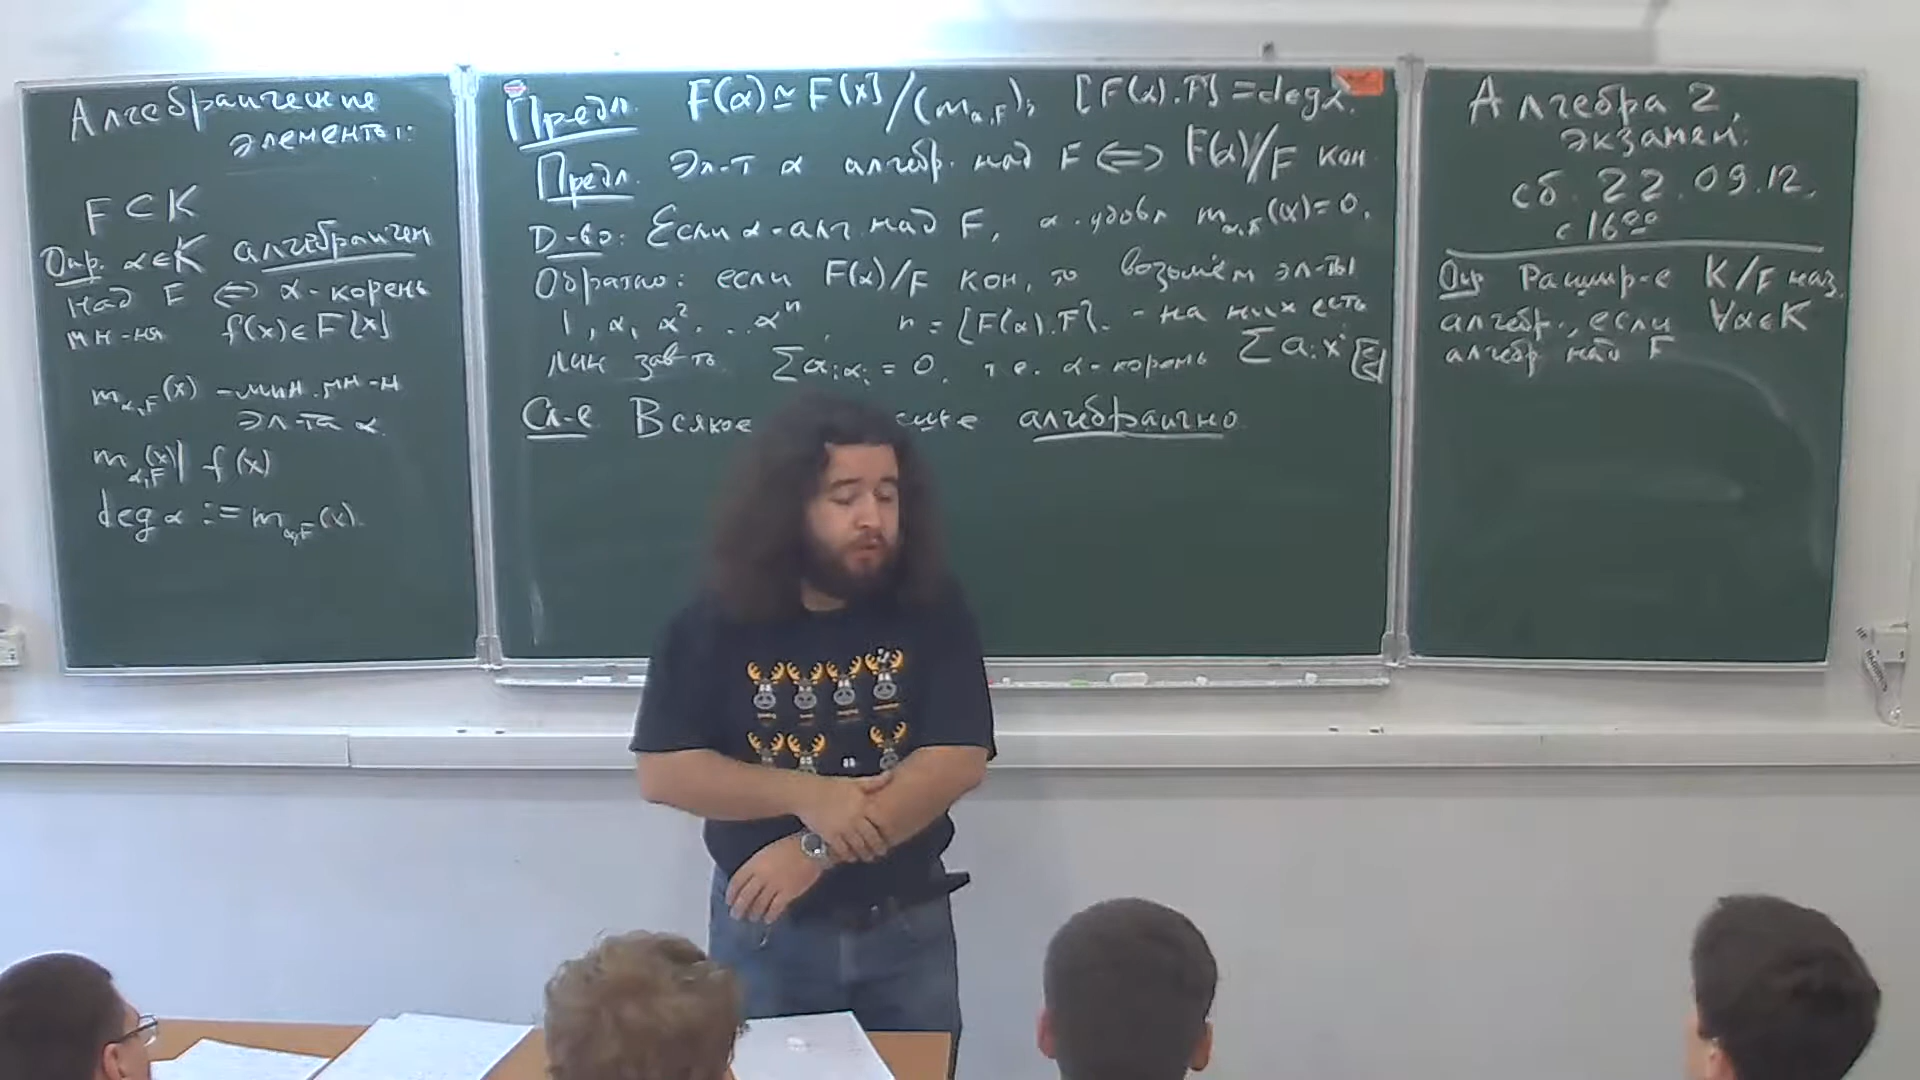 Алгебраические
элементы:
F ⊂ K
Опр. α∈K алгебраичен
над F ⇔ α - корень
мн-на f(x)∈F[x]
m_{α,F}(x) - мин. мн-н
эл-та α.
m_{α,F}(x) | f(x)
deg α := m_{α,F}(x).
Предл. F(α) ≃ F[x]/(m_{α,F}); [F(α):F] = deg α.
Предл. Эл-т α алгебр. над F ⇔ F(α)/F кон
Д-во: Если α - алг. над F, α удовл m_{α,F}(α)=0.
Обратно: если F(α)/F кон, то возьмём эл-ты
1, α, α² ... αⁿ, n = [F(α):F]. - на них есть
лин зав-ть. Σ a_i α^i = 0, т.е. α - корень Σ a_i x^i
Сл-е Всякое алгебраично
Алгебра 2,
экзамен:
сб. 22.09.12,
с 16⁰⁰
Опр Расшир-е K/F наз.
алгебр., если ∀α∈K
алгебр над F